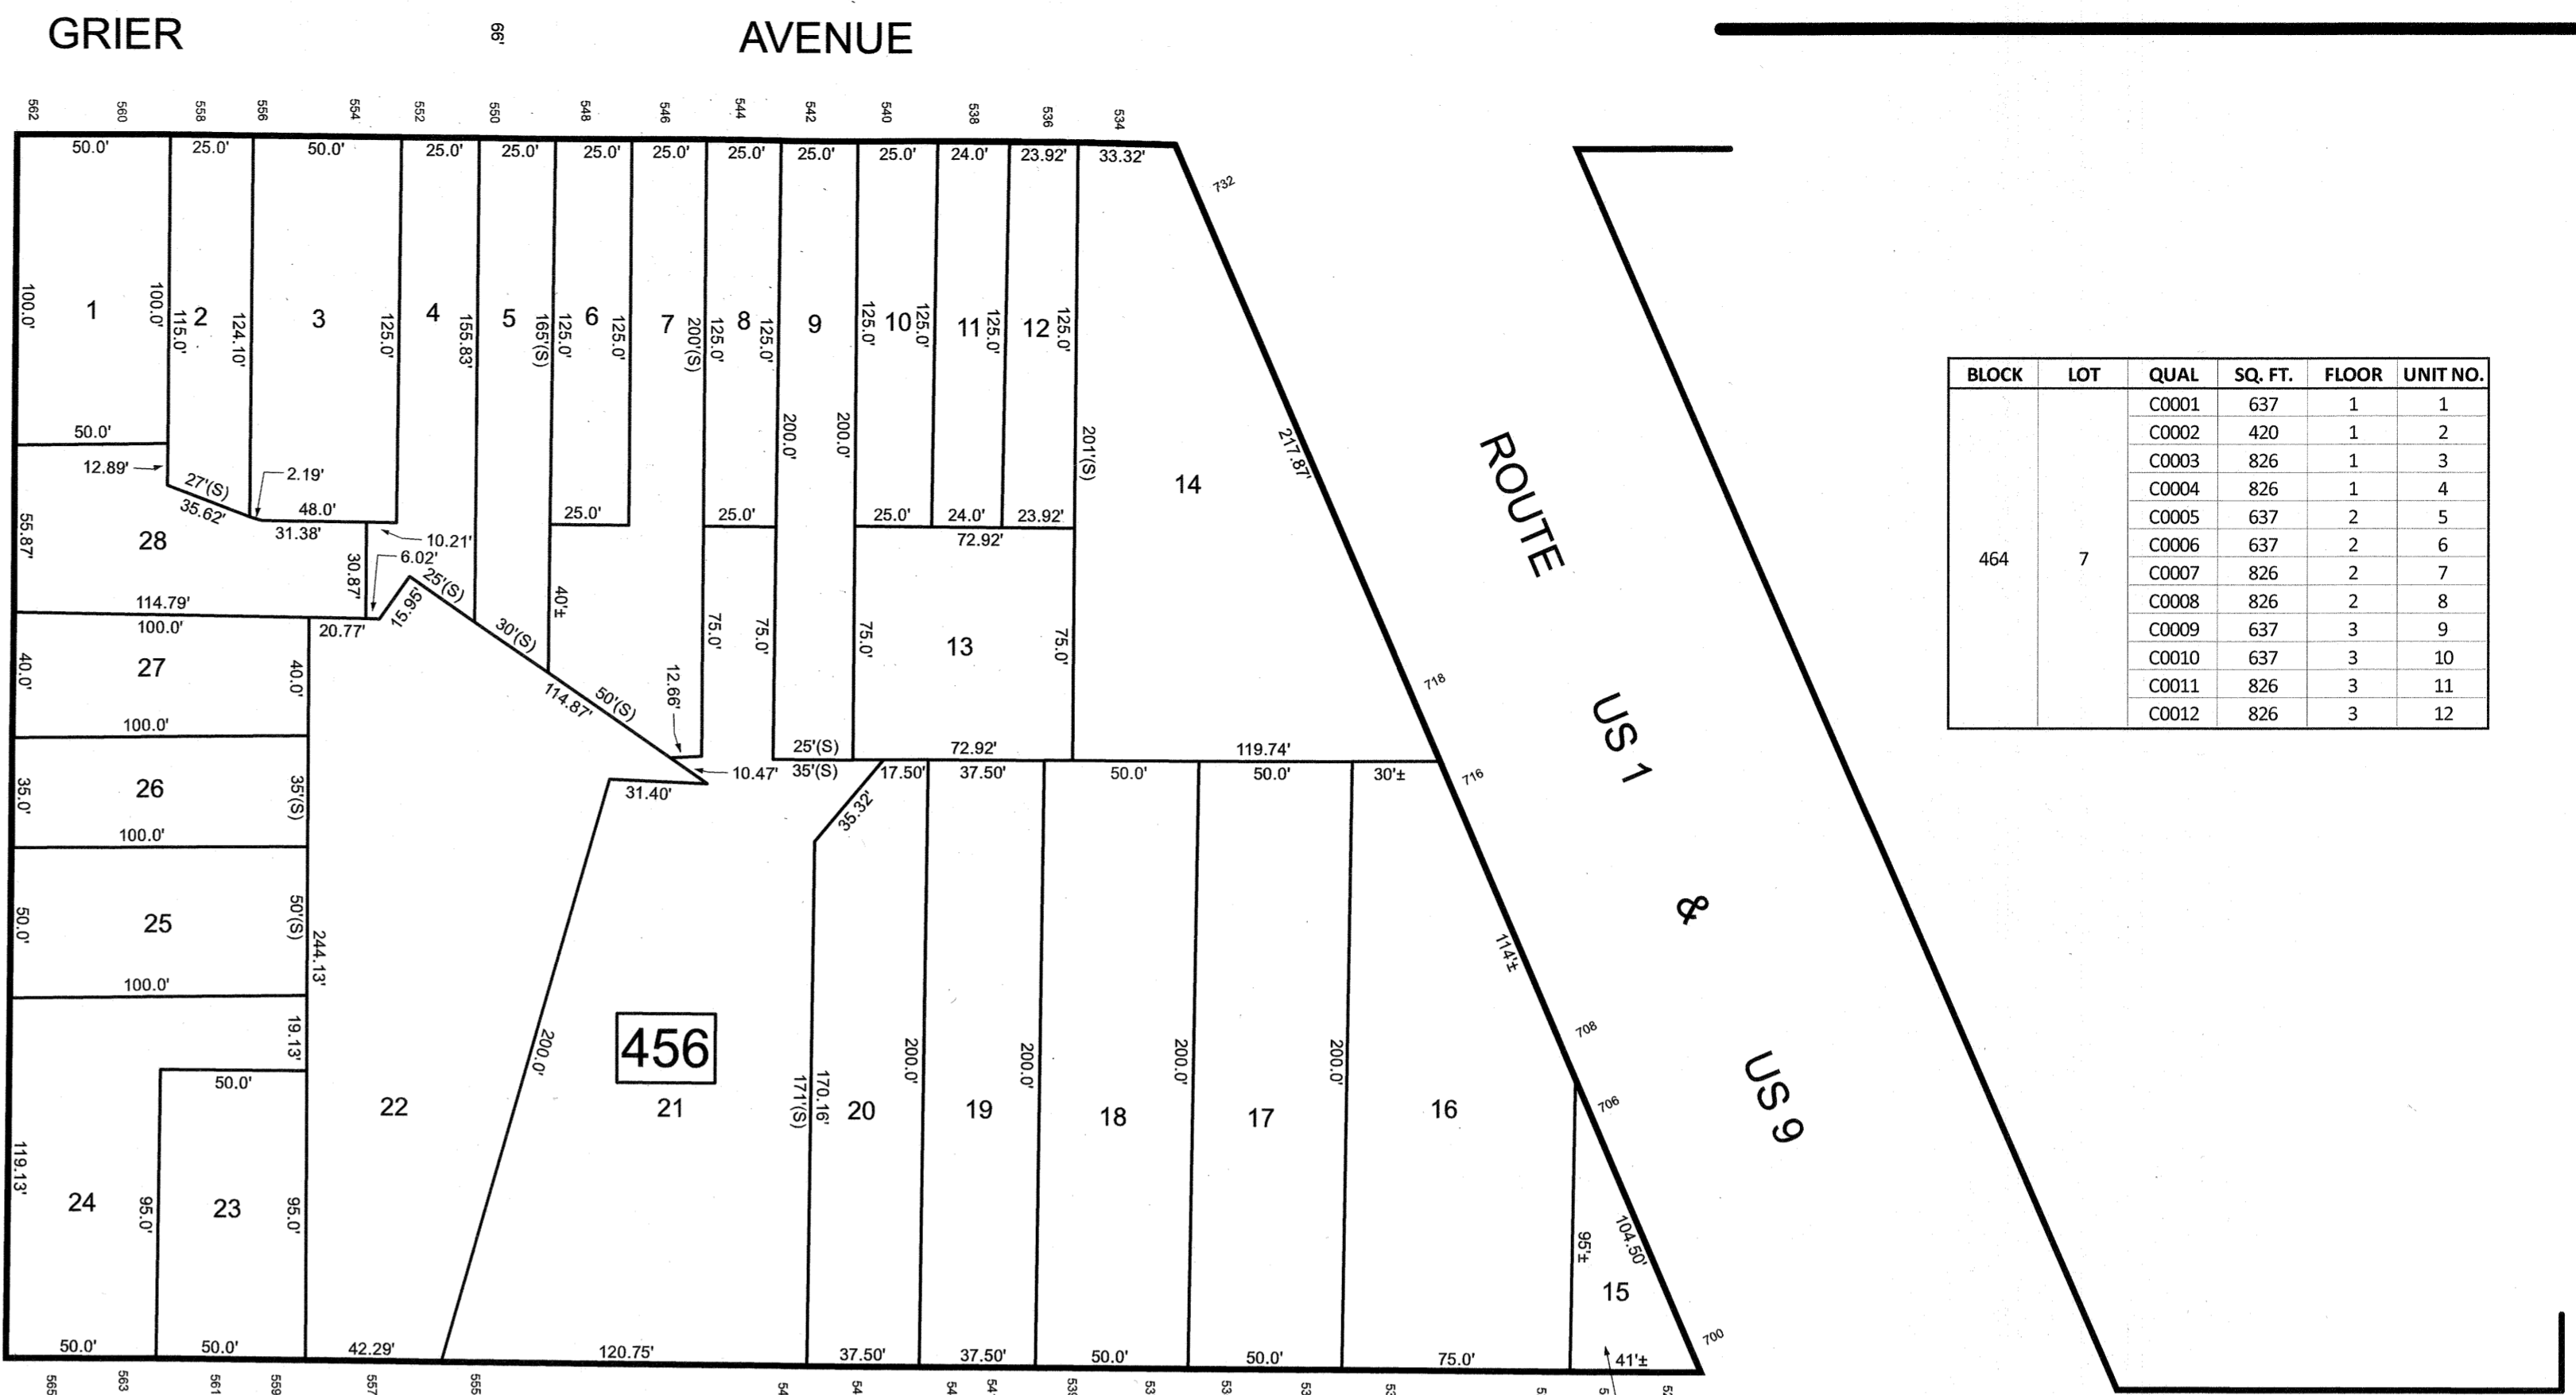 GRIER 66' AVENUE
562 560 558 556 554 552 550 548 546 544 542 540 538 536 534
50.0' 25.0' 50.0' 25.0' 25.0' 25.0' 25.0' 25.0' 25.0' 25.0' 24.0' 23.92' 33.32'
732
100.0' 1 100.0' 115.0' 2 124.10' 3 125.0' 4 155.83' 5 165'(S) 125.0' 6 125.0' 7 200'(S) 125.0' 8 125.0' 9 125.0' 10 125.0' 11 125.0' 12 125.0'
200.0' 200.0' 201'(S) 14 217.87'
50.0'
12.89' 27'(S) 2.19'
35.62' 48.0' 25.0' 25.0' 25.0' 24.0' 23.92'
31.38' 10.21' 72.92'
55.87' 28 30.87' 6.02' 25'(S) 40'±
114.79' 15.95'
100.0' 20.77' 30'(S) 75.0' 75.0' 75.0' 13 75.0'
40.0' 27 40.0' 114.87' 50'(S) 12.66' 718
100.0' 25'(S) 72.92' 119.74'
10.47' 35'(S) 17.50' 37.50' 50.0' 50.0' 30'± 716
35.0' 26 35'(S) 31.40' 35.32'
100.0'
50.0' 25 50'(S) 244.13' 114'±
100.0'
19.13' 200.0' 456 200.0' 200.0' 200.0' 200.0' 708
50.0' 706
22 21 171'(S) 170.16' 20 19 18 17 16
119.13' 24 95.0' 23 95.0' 95'± 104.50'
15
700
50.0' 50.0' 42.29' 120.75' 37.50' 37.50' 50.0' 50.0' 75.0' 41'±
565 563 561 559 557 555
ROUTE
US 1
&
US 9
BLOCK LOT QUAL SQ. FT. FLOOR UNIT NO.
C0001 637 1 1
C0002 420 1 2
C0003 826 1 3
C0004 826 1 4
C0005 637 2 5
464 7 C0006 637 2 6
C0007 826 2 7
C0008 826 2 8
C0009 637 3 9
C0010 637 3 10
C0011 826 3 11
C0012 826 3 12